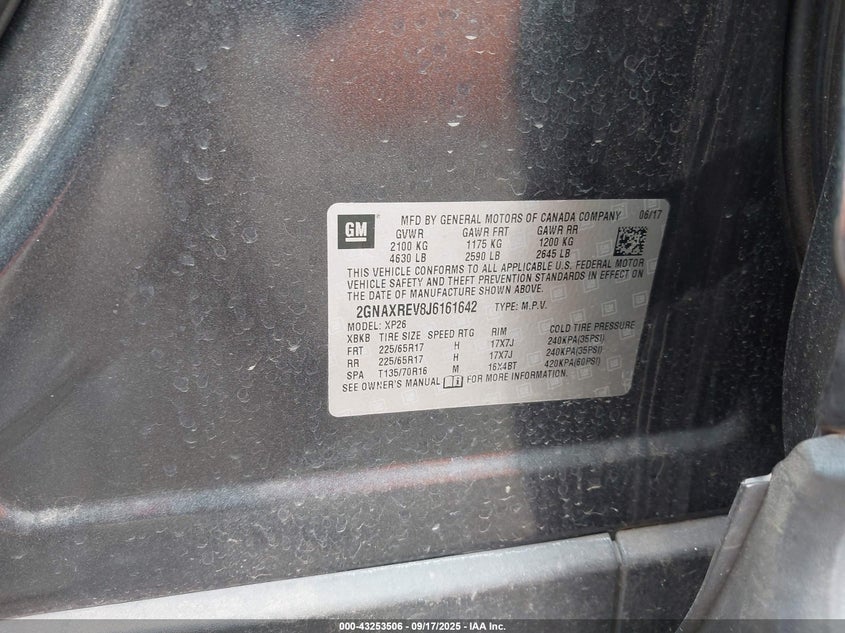 GM
MFD BY GENERAL MOTORS OF CANADA COMPANY 06/17
GVWR GAWR FRT GAWR RR
2100 KG 1175 KG 1200 KG
4630 LB 2590 LB 2645 LB
THIS VEHICLE CONFORMS TO ALL APPLICABLE U.S. FEDERAL MOTOR
VEHICLE SAFETY AND THEFT PREVENTION STANDARDS IN EFFECT ON
THE DATE OF MANUFACTURE SHOWN ABOVE.
2GNAXREV8J6161642 TYPE: M.P.V.
MODEL: XP26
XBKB TIRE SIZE SPEED RTG RIM COLD TIRE PRESSURE
FRT 225/65R17 H 17X7J 240KPA(35PSI)
RR 225/65R17 H 17X7J 240KPA(35PSI)
SPA T135/70R16 M 16X4BT 420KPA(60PSI)
SEE OWNER'S MANUAL FOR MORE INFORMATION.
000-43253506 - 09/17/2025 - IAA Inc.